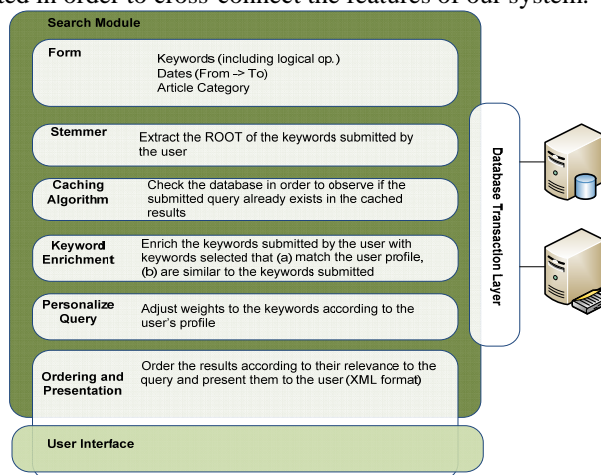 ted in order to cross-connect the features of our system.
Search Module
Form
Keywords (including logical op.)
Dates (From -> To)
Article Category
Stemmer
Extract the ROOT of the keywords submitted by
the user
Caching
Algorithm
Check the database in order to observe if the
submitted query already exists in the cached
results
Keyword
Enrichment
Enrich the keywords submitted by the user with
keywords selected that (a) match the user profile,
(b) are similar to the keywords submitted
Personalize
Query
Adjust weights to the keywords according to the
user's profile
Ordering and
Presentation
Order the results according to their relevance to the
query and present them to the user (XML format)
User Interface
Database Transaction Layer